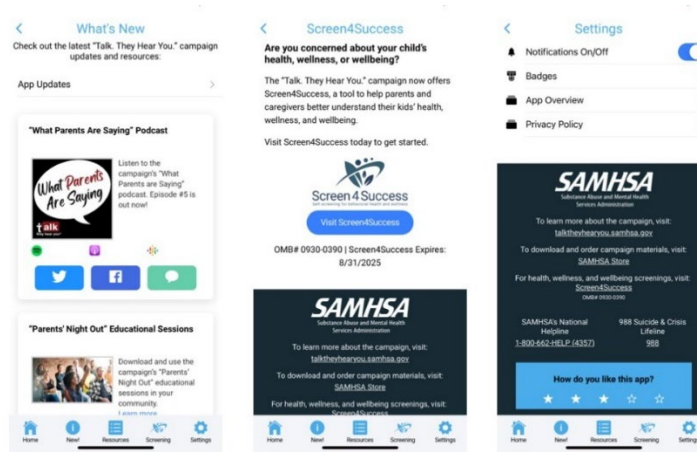 What's New
Check out the latest "Talk. They Hear You." campaign
updates and resources:
App Updates
"What Parents Are Saying" Podcast
What Parents
Are Saying
talk
Listen to the
campaign's "What
Parents are Saying"
podcast. Episode #5 is
out now!
"Parents' Night Out" Educational Sessions
Download and use the
campaign's "Parents'
Night Out" educational
sessions in your
community.
Learn more
Home
New!
Resources
Screening
Settings
Screen4Success
Are you concerned about your child's
health, wellness, or wellbeing?
The "Talk. They Hear You." campaign now offers
Screen4Success, a tool to help parents and
caregivers better understand their kids' health,
wellness, and wellbeing.
Visit Screen4Success today to get started.
Screen 4 Success
Visit Screen4Success
OMB# 0930-0390 | Screen4Success Expires:
8/31/2025
SAMHSA
Substance Abuse and Mental Health
Services Administration
To learn more about the campaign, visit:
talktheyhearyou.samhsa.gov
To download and order campaign materials, visit:
SAMHSA Store
For health, wellness, and wellbeing screenings, visit:
Screen4Success
Home
New!
Resources
Screening
Settings
Settings
Notifications On/Off
Badges
App Overview
Privacy Policy
SAMHSA
Substance Abuse and Mental Health
Services Administration
To learn more about the campaign, visit:
talktheyhearyou.samhsa.gov
To download and order campaign materials, visit:
SAMHSA Store
For health, wellness, and wellbeing screenings, visit:
Screen4Success
OMB# 0930-0390
SAMHSA's National
Helpline
1-800-662-HELP (4357)
988 Suicide & Crisis
Lifeline
988
How do you like this app?
Home
New!
Resources
Screening
Settings